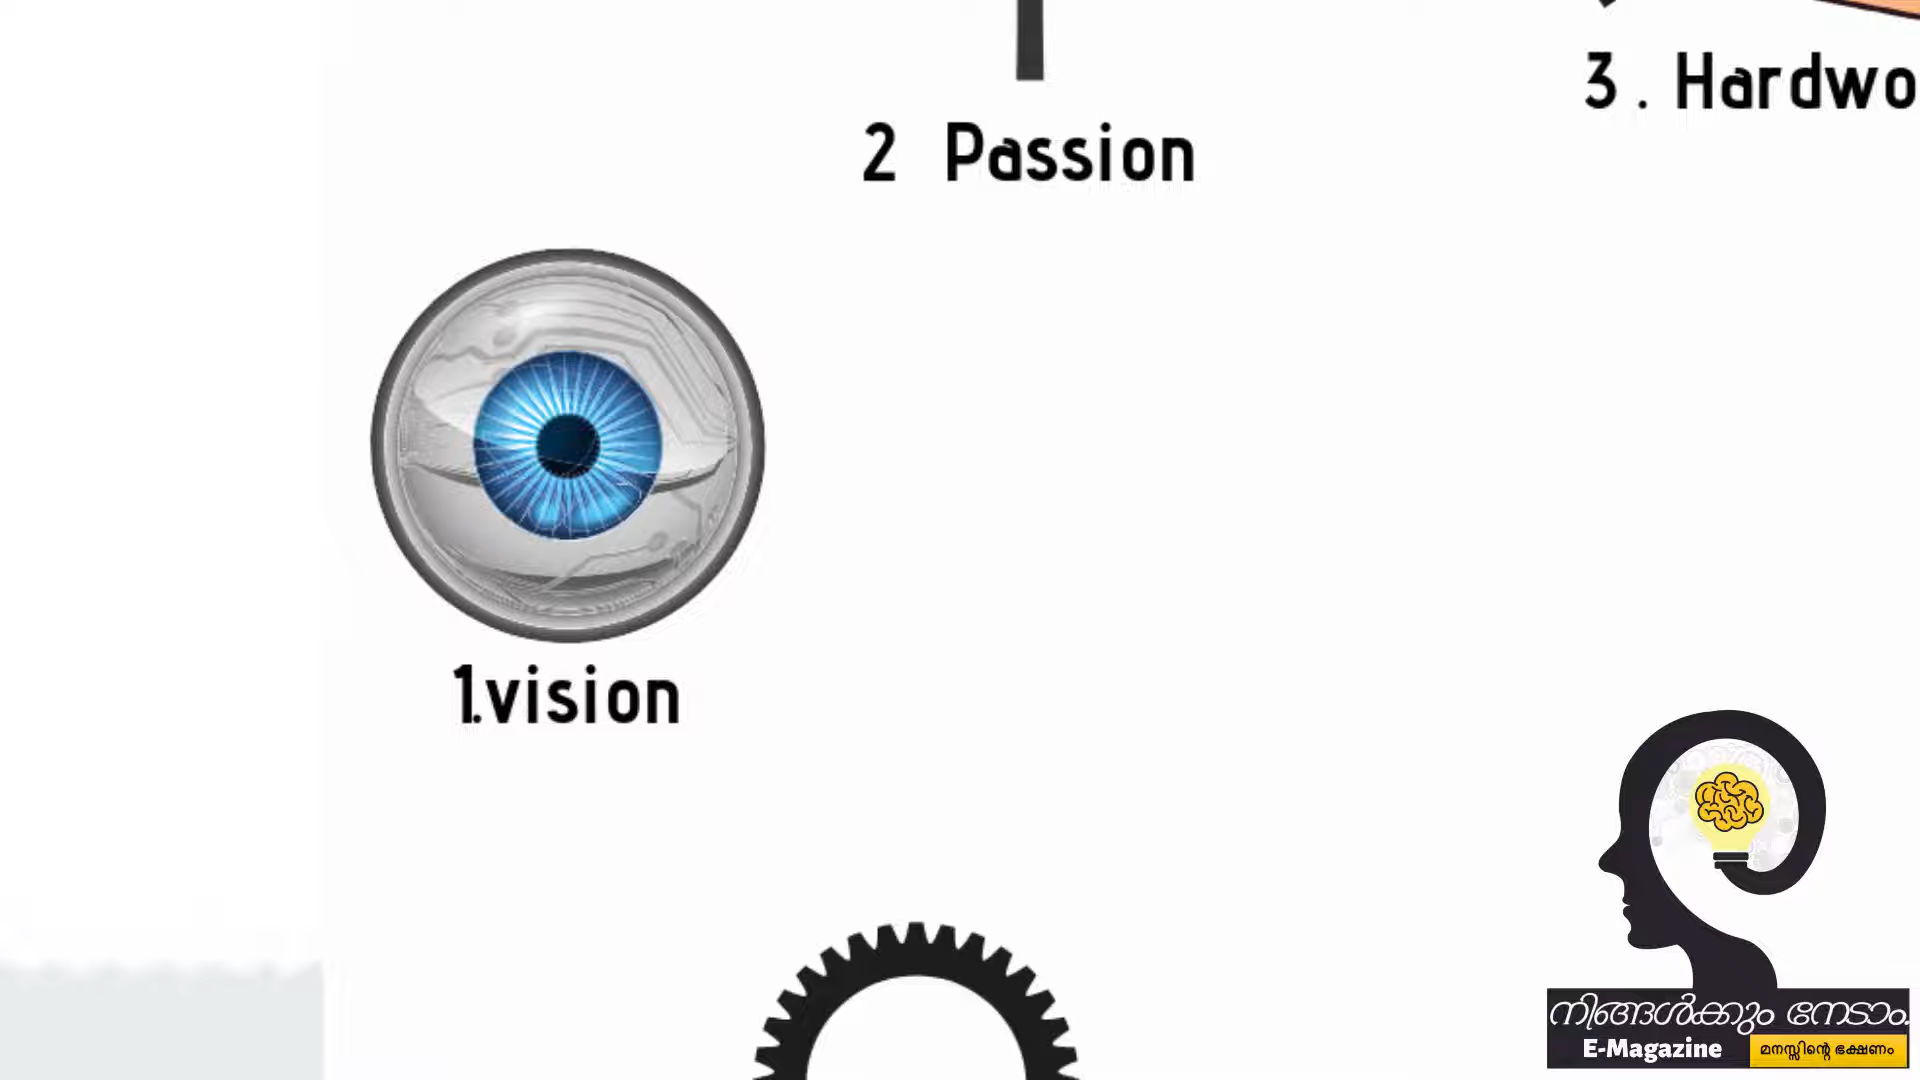 3. Hardwo
2 Passion
1.vision
നിങ്ങൾക്കും നേടാം.
E-Magazine
മനസ്സിന്റെ ഭക്ഷണം